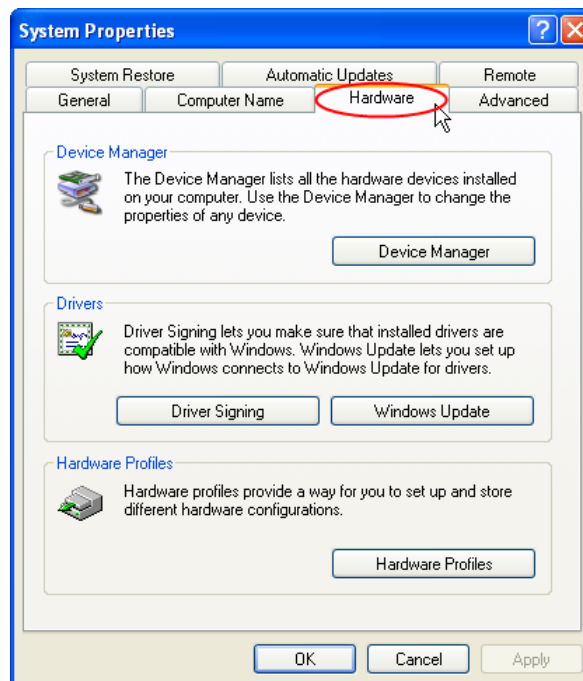 System Properties
System Restore Automatic Updates Remote
General Computer Name Hardware Advanced
Device Manager
The Device Manager lists all the hardware devices installed
on your computer. Use the Device Manager to change the
properties of any device.
Device Manager
Drivers
Driver Signing lets you make sure that installed drivers are
compatible with Windows. Windows Update lets you set up
how Windows connects to Windows Update for drivers.
Driver Signing Windows Update
Hardware Profiles
Hardware profiles provide a way for you to set up and store
different hardware configurations.
Hardware Profiles
OK Cancel Apply